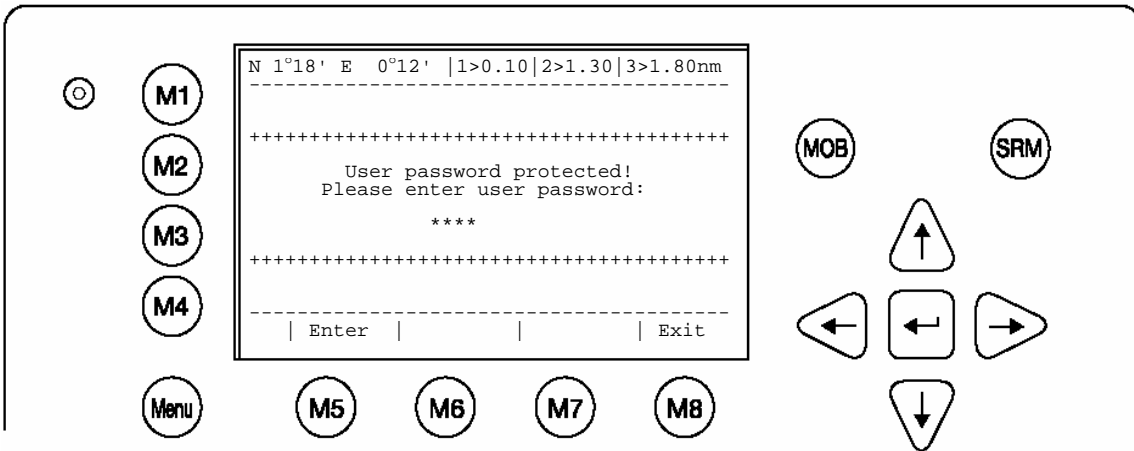 N 1°18' E  0°12' |1>0.10|2>1.30|3>1.80nm
----------------------------------------
++++++++++++++++++++++++++++++++++++++++
User password protected!
Please enter user password:
****
++++++++++++++++++++++++++++++++++++++++
----------------------------------------
| Enter | | | Exit
M1
M2
M3
M4
Menu
M5 M6 M7 M8
MOB SRM